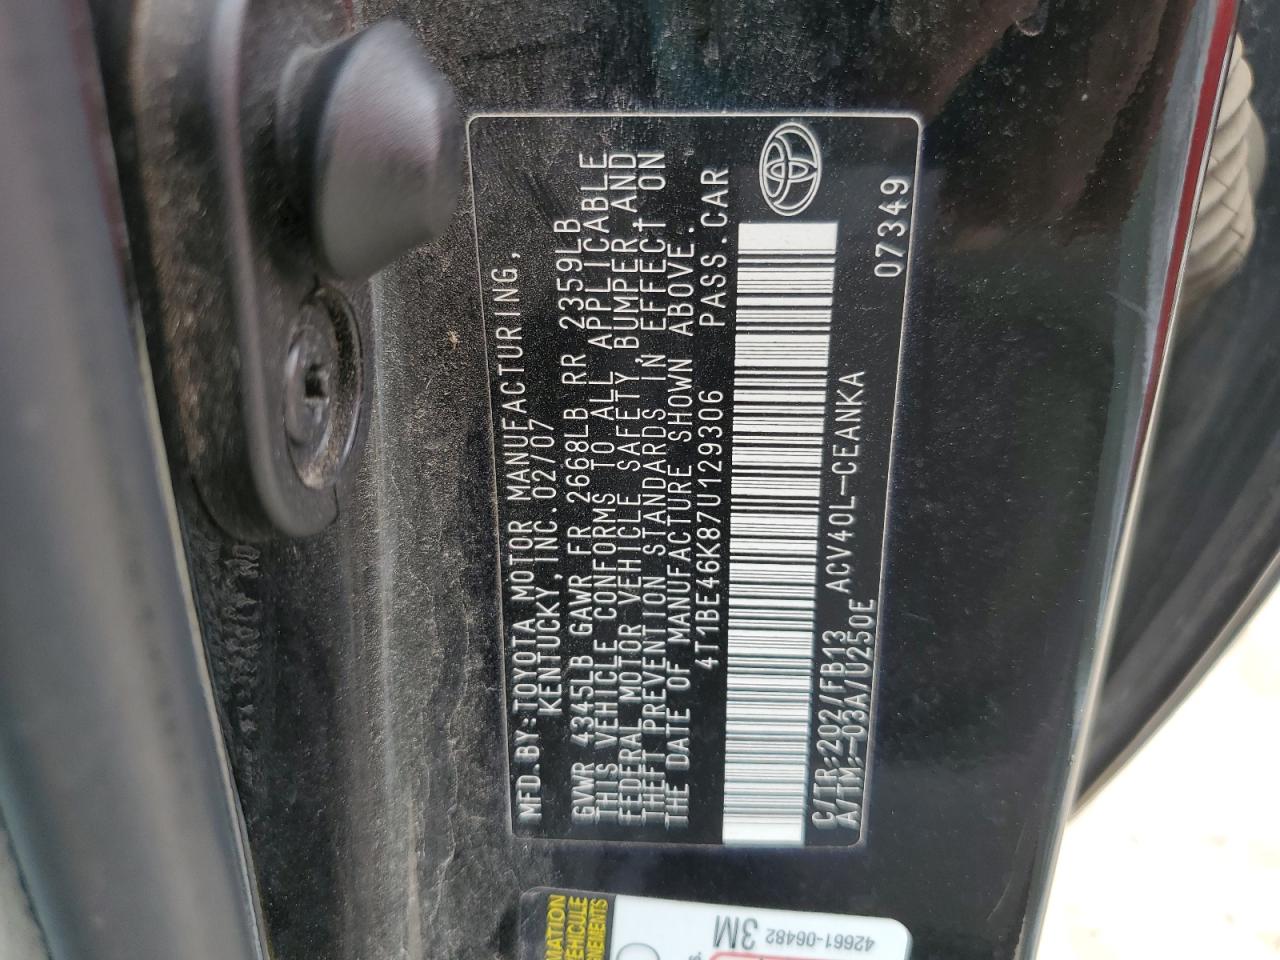 MFD.BY:TOYOTA MOTOR MANUFACTURING,
KENTUCKY,INC.02/07
GVWR 4345LB GAWR FR 2668LB RR 2359LB
THIS VEHICLE CONFORMS TO ALL APPLICABLE
FEDERAL MOTOR VEHICLE SAFETY,BUMPER,AND
THEFT PREVENTION STANDARDS IN EFFECT ON
THE DATE OF MANUFACTURE SHOWN ABOVE.
4T1BE46K87U129306 PASS.CAR
C/TR:202/FB13 ACV40L-CEANKA 07349
A/TM:-03A/U250E
3M
42661-06482